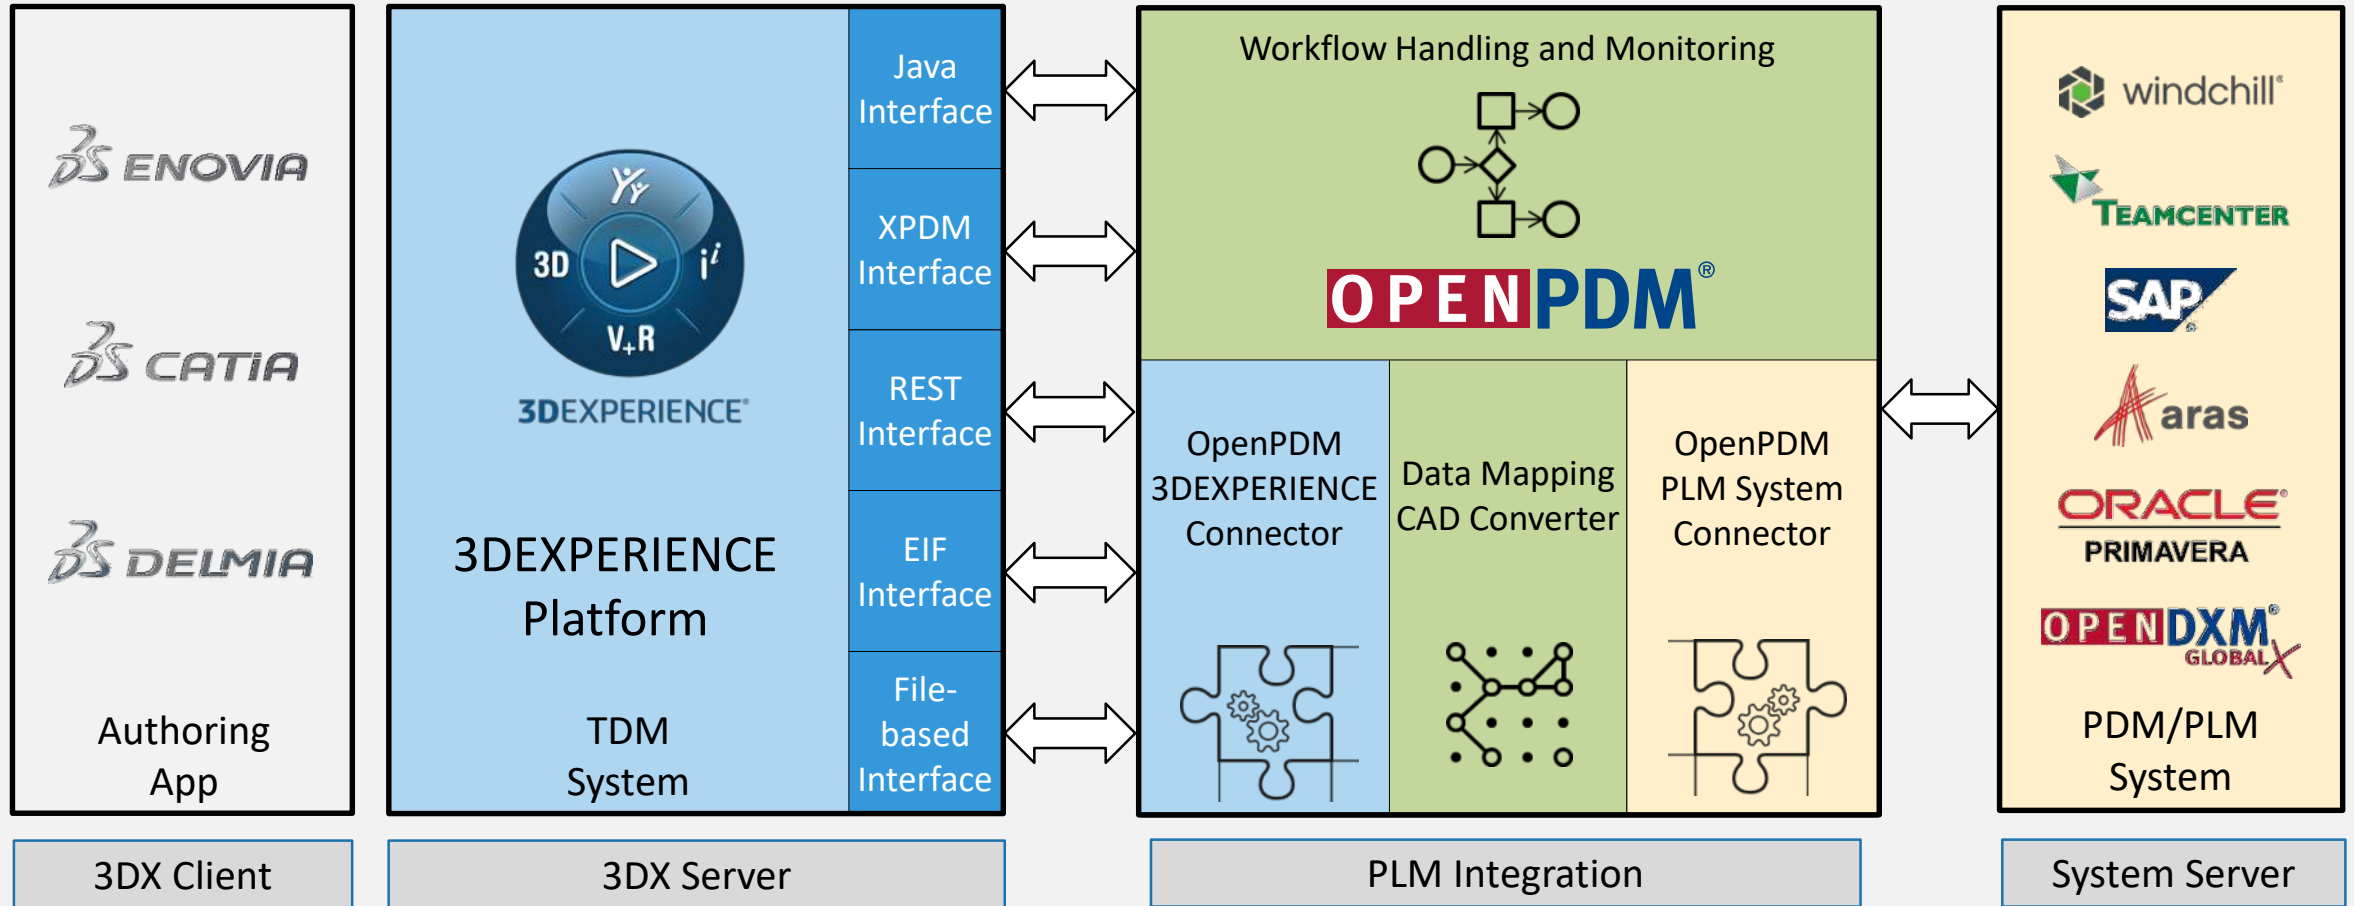 3DS ENOVIA
3DS CATIA
3DS DELMIA
Authoring
App
3DX Client
3D
i i
V+R
3DEXPERIENCE®
3DEXPERIENCE
Platform
TDM
System
Java
Interface
XPDM
Interface
REST
Interface
EIF
Interface
File-
based
Interface
3DX Server
Workflow Handling and Monitoring
OPENPDM®
OpenPDM
3DEXPERIENCE
Connector
Data Mapping
CAD Converter
OpenPDM
PLM System
Connector
PLM Integration
windchill®
TEAMCENTER
SAP®
aras
ORACLE®
PRIMAVERA
OPENDXM®
GLOBAL X
PDM/PLM
System
System Server